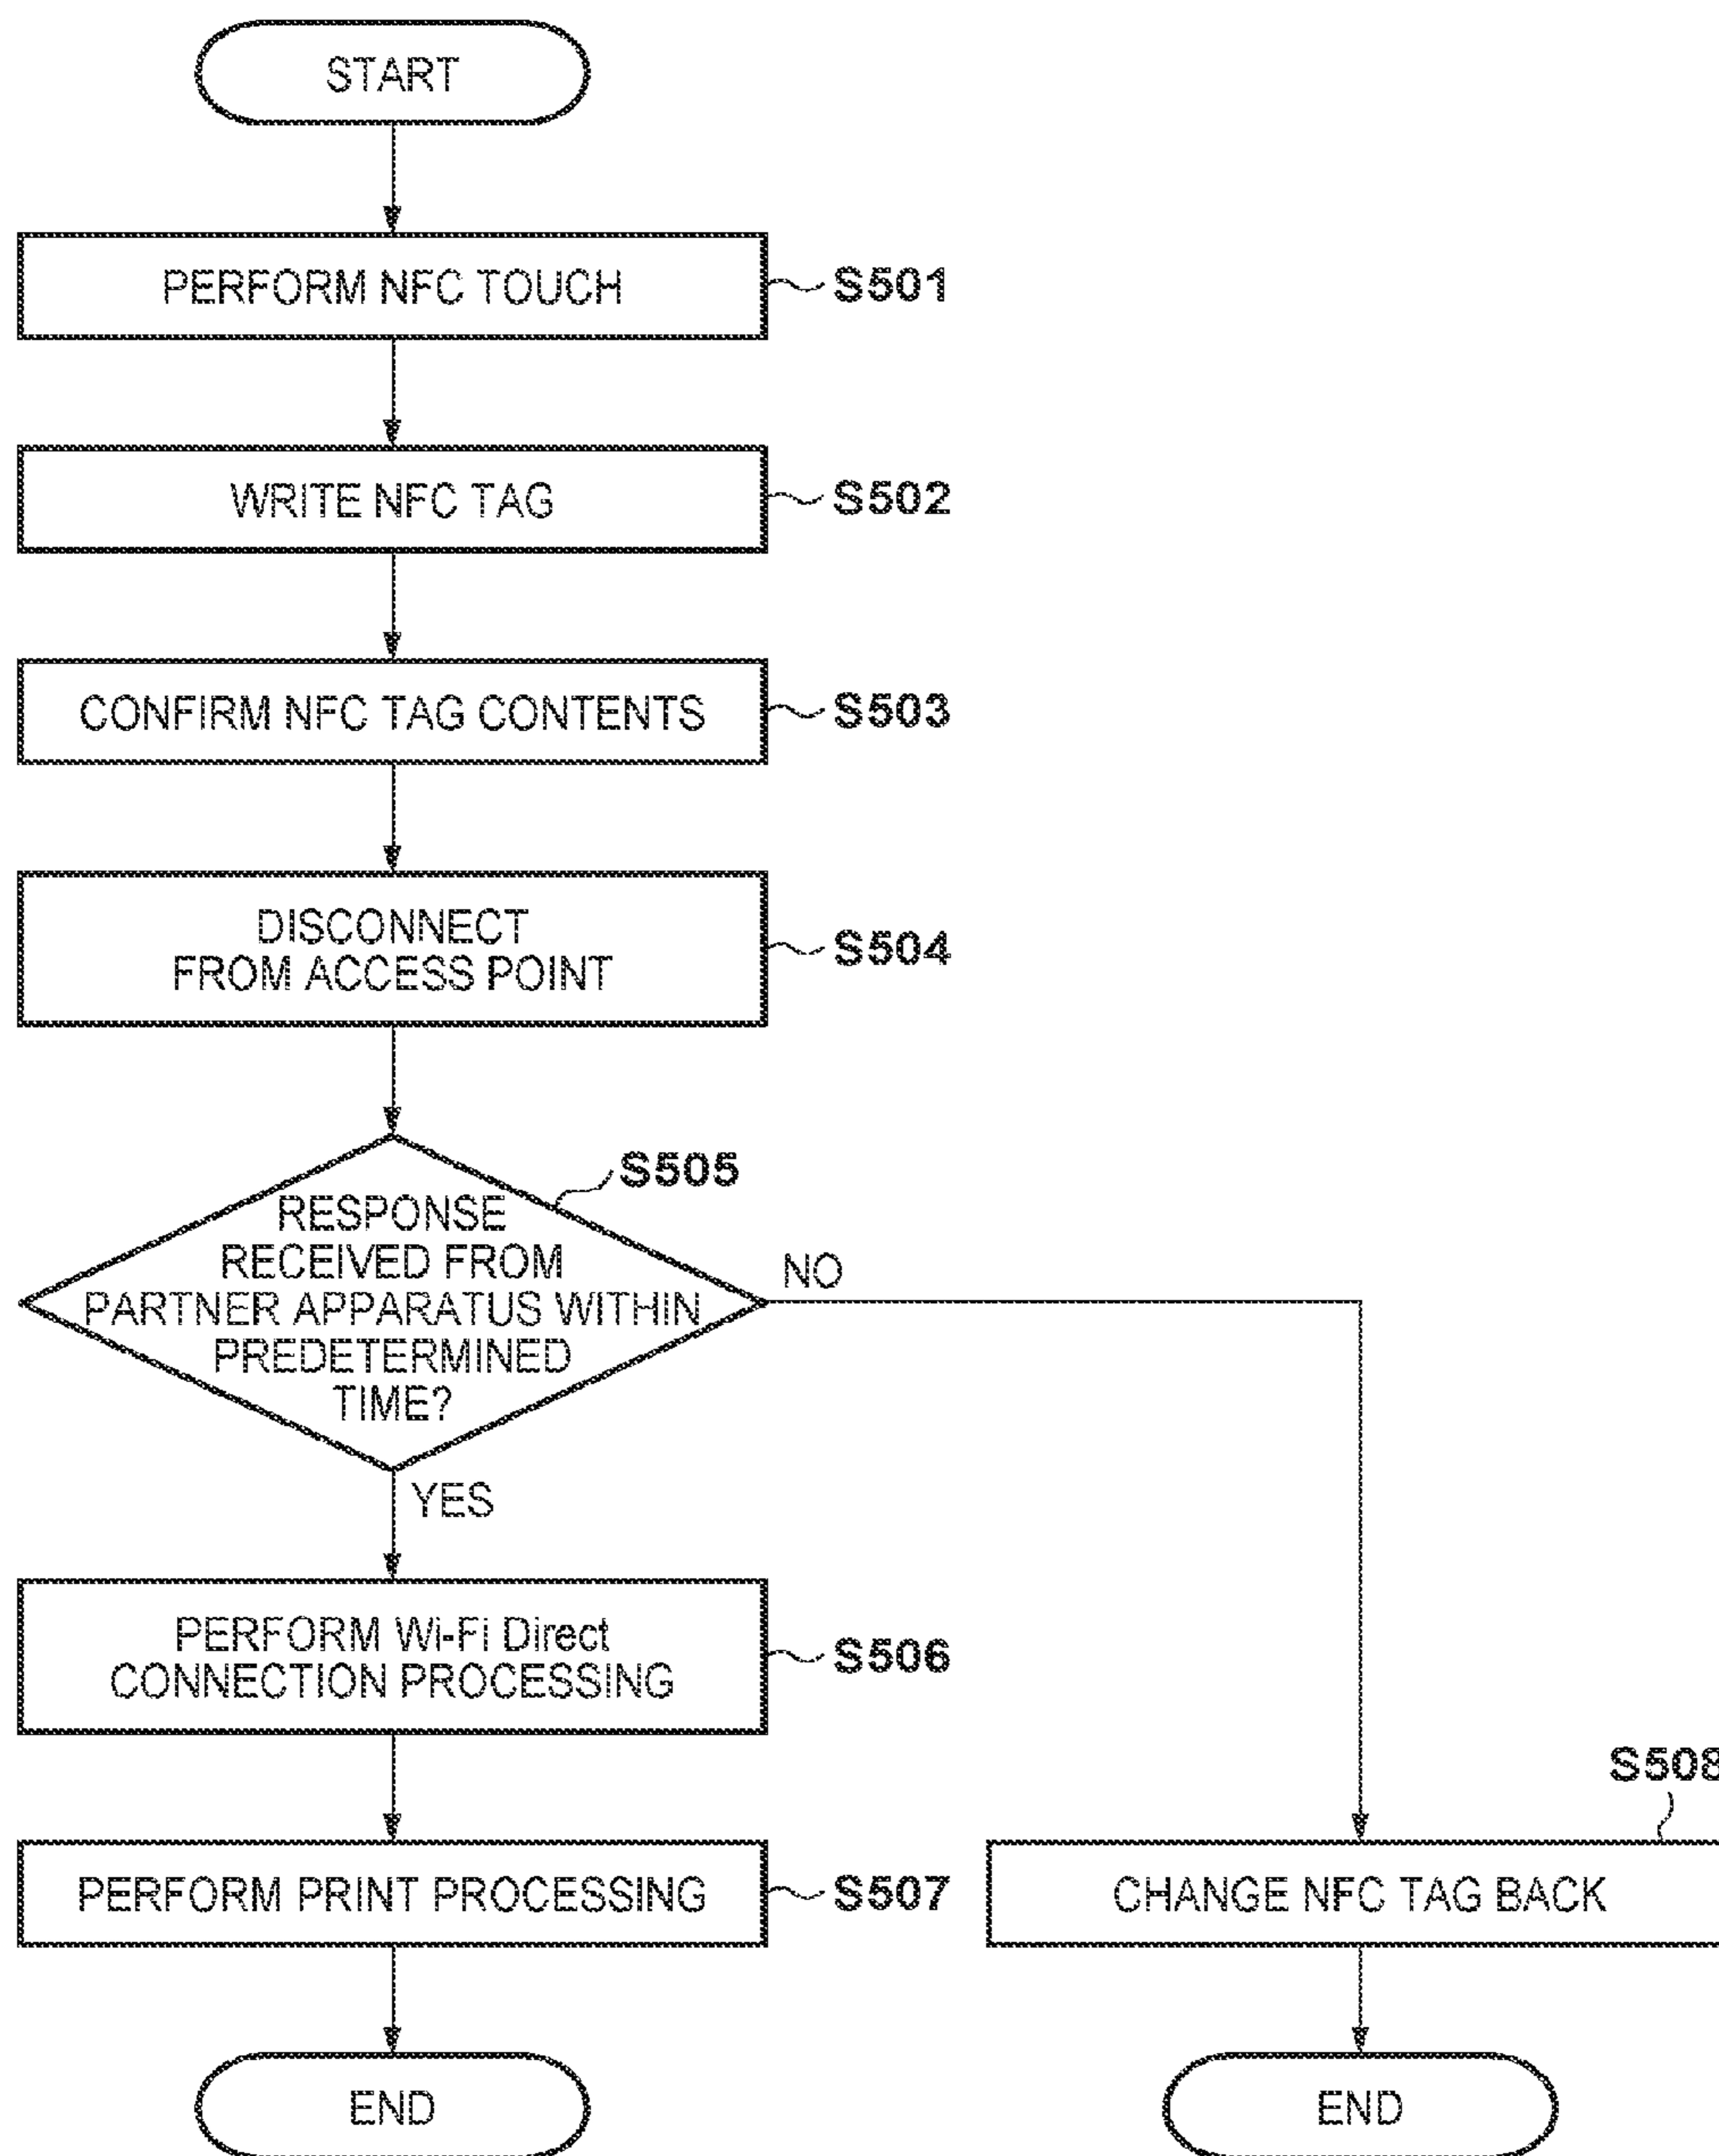 START
PERFORM NFC TOUCH
S501
WRITE NFC TAG
S502
CONFIRM NFC TAG CONTENTS
S503
DISCONNECT
FROM ACCESS POINT
S504
S505
RESPONSE
RECEIVED FROM
PARTNER APPARATUS WITHIN
PREDETERMINED
TIME?
NO
YES
PERFORM Wi-Fi Direct
CONNECTION PROCESSING
S506
S508
PERFORM PRINT PROCESSING
S507
CHANGE NFC TAG BACK
END
END